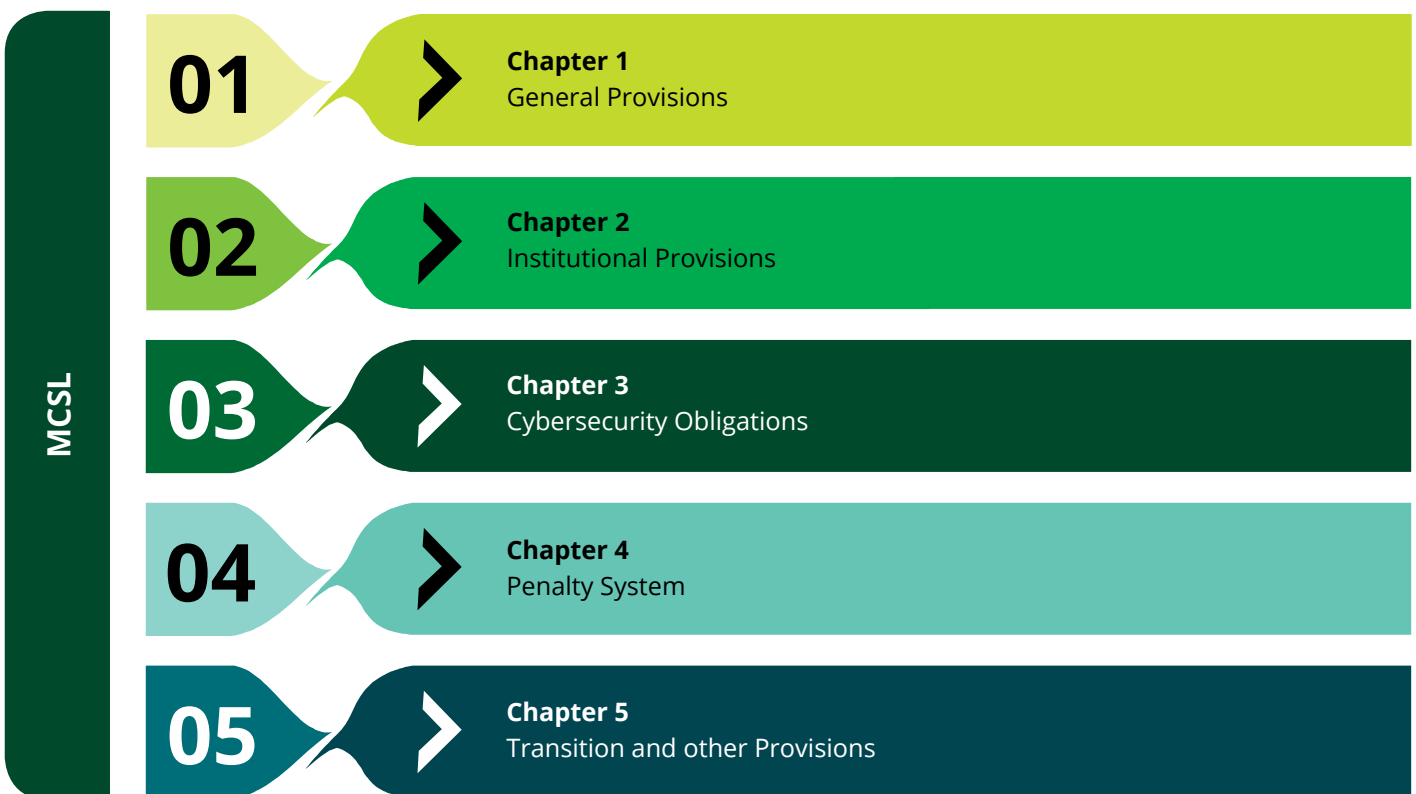 MCSL
01
Chapter 1
General Provisions
02
Chapter 2
Institutional Provisions
03
Chapter 3
Cybersecurity Obligations
04
Chapter 4
Penalty System
05
Chapter 5
Transition and other Provisions